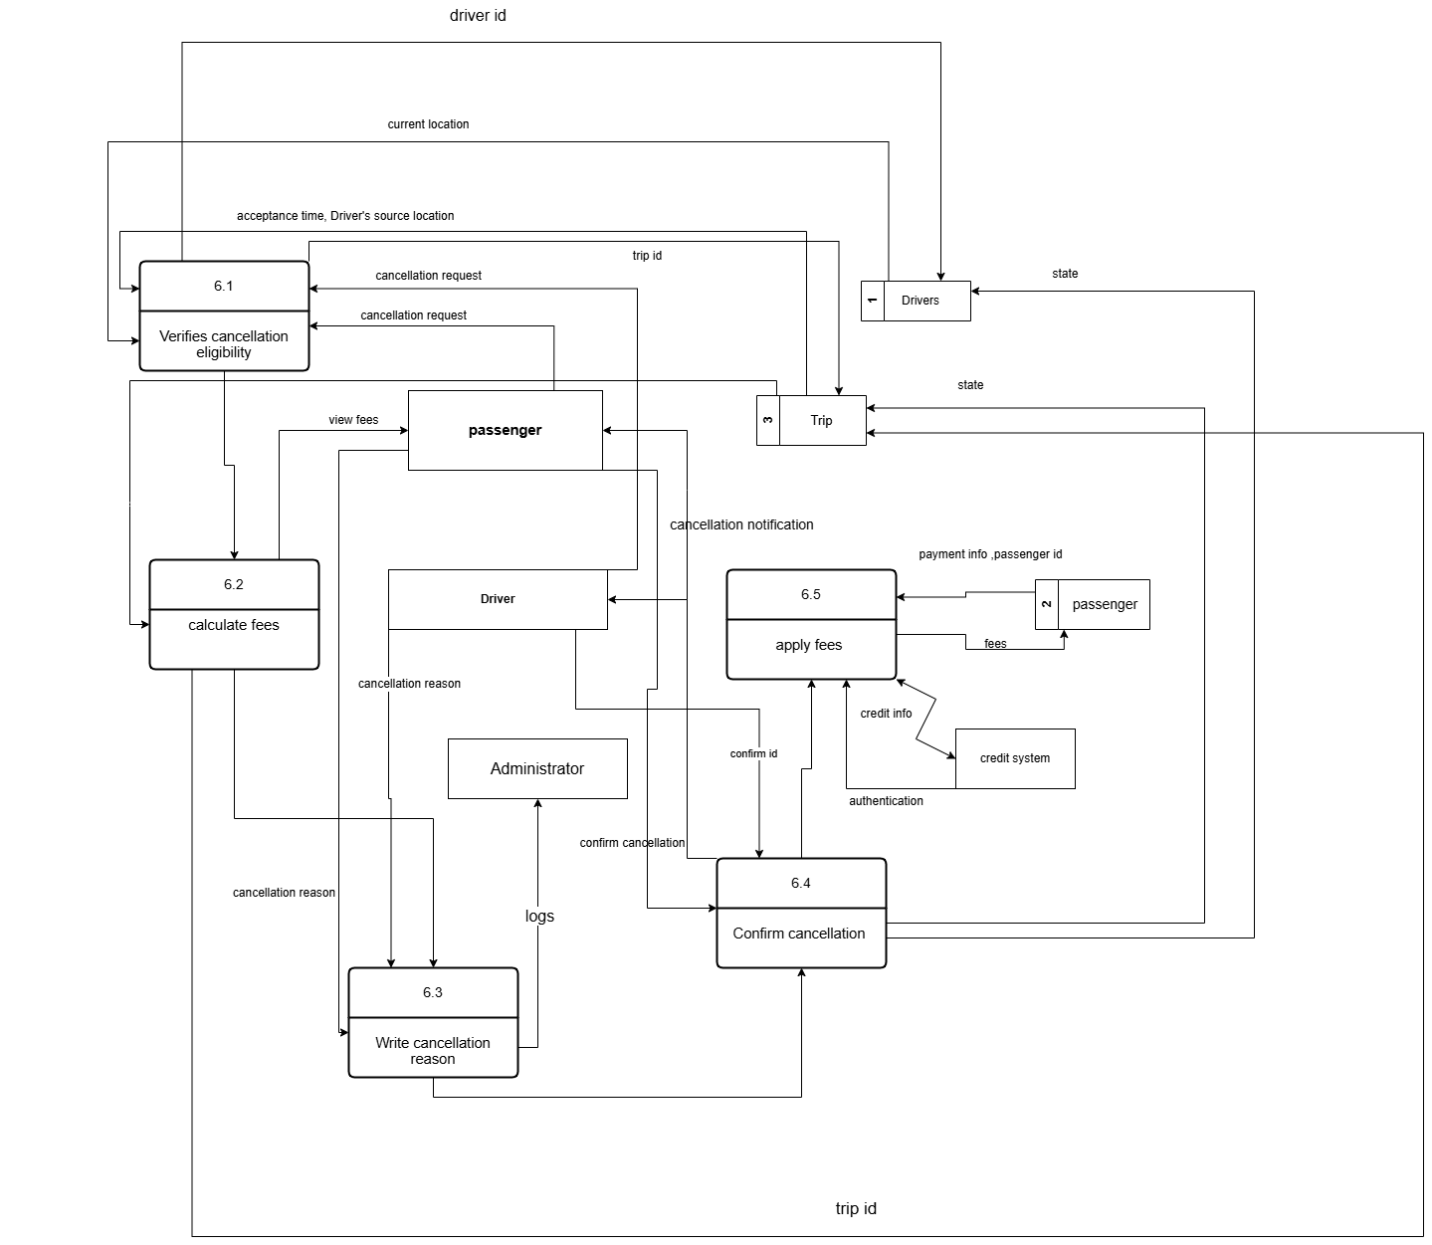 driver id
current location
acceptance time, Driver's source location
trip id
cancellation request
state
6.1
1
Drivers
cancellation request
Verifies cancellation
eligibility
state
view fees
passenger
3
Trip
cancellation notification
payment info ,passenger id
6.2
6.5
Driver
2
passenger
calculate fees
apply fees
fees
cancellation reason
credit info
confirm id
credit system
Administrator
authentication
confirm cancellation
6.4
cancellation reason
logs
Confirm cancellation
6.3
Write cancellation
reason
trip id